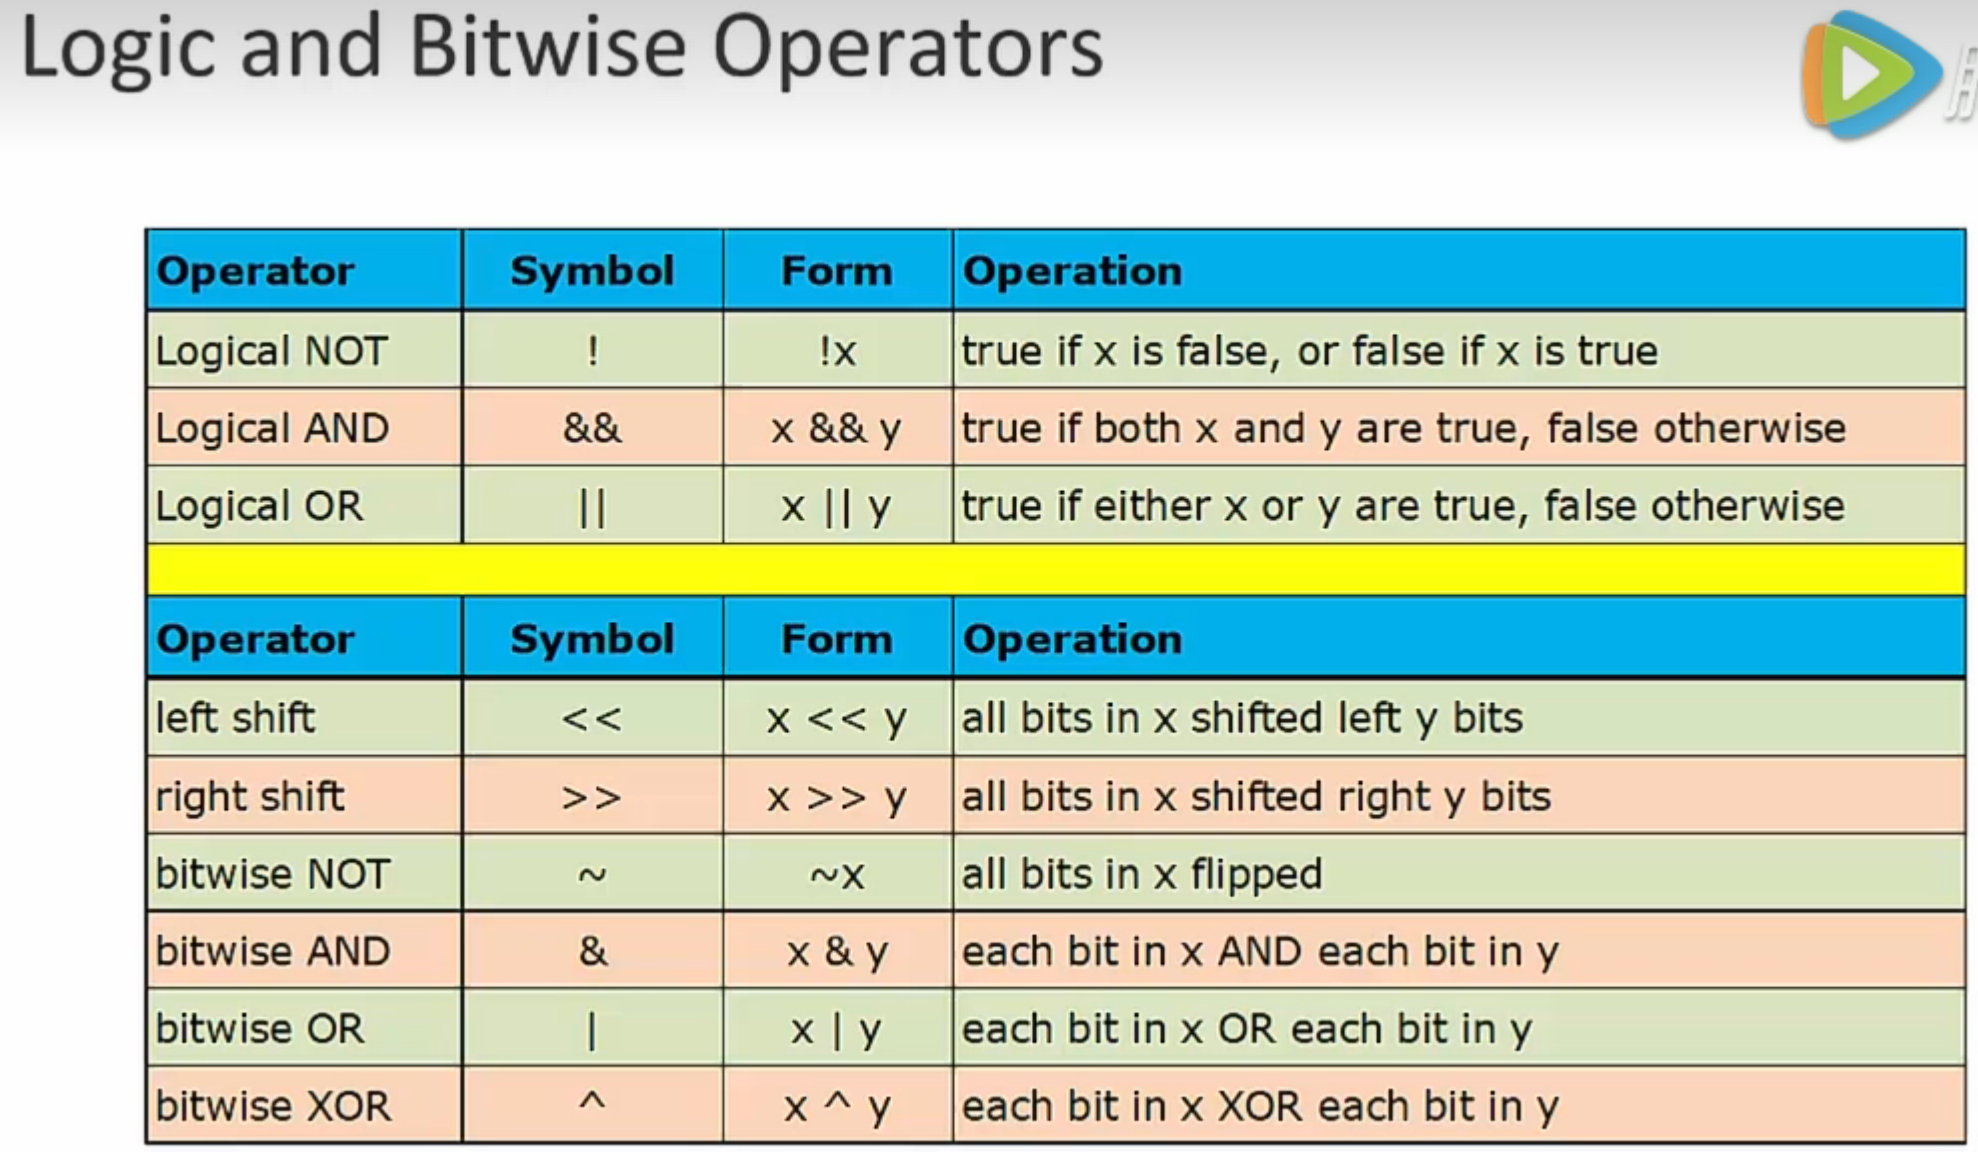 Logic and Bitwise Operators
Operator Symbol Form Operation
Logical NOT ! !x true if x is false, or false if x is true
Logical AND && x && y true if both x and y are true, false otherwise
Logical OR || x || y true if either x or y are true, false otherwise
Operator Symbol Form Operation
left shift << x << y all bits in x shifted left y bits
right shift >> x >> y all bits in x shifted right y bits
bitwise NOT ~ ~x all bits in x flipped
bitwise AND & x & y each bit in x AND each bit in y
bitwise OR | x | y each bit in x OR each bit in y
bitwise XOR ^ x ^ y each bit in x XOR each bit in y